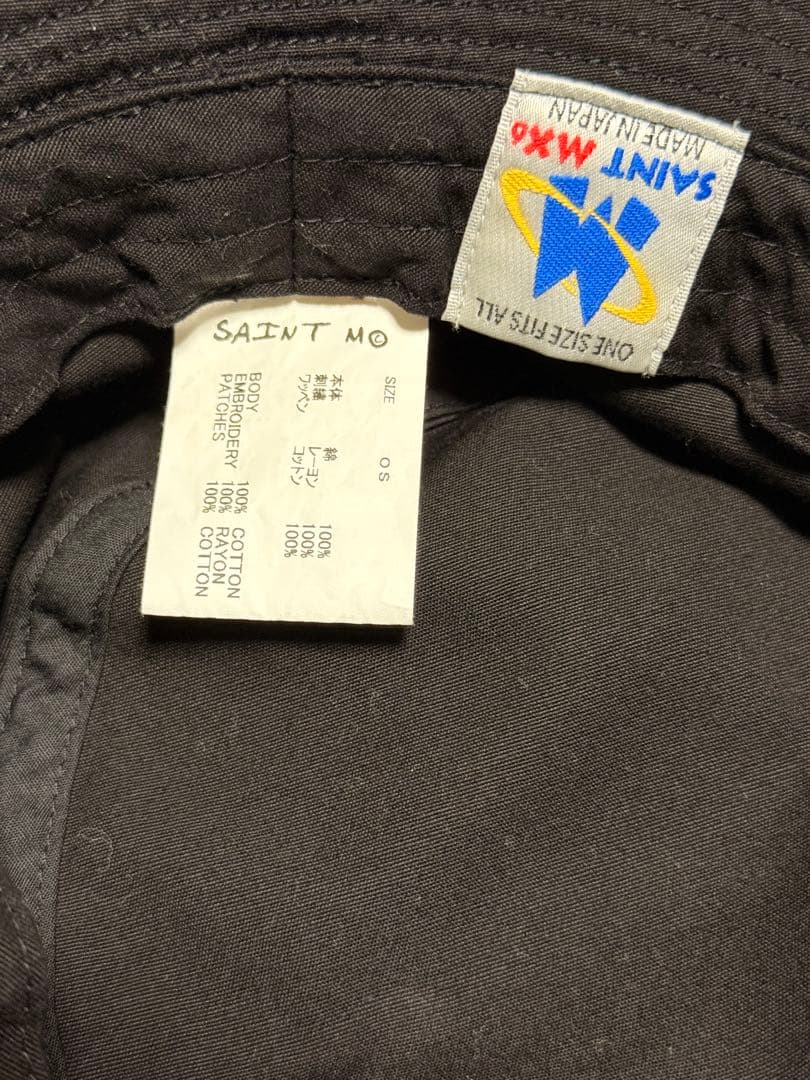 SAINT M©
SIZE OS
本体 綿 100%
刺繍 レーヨン 100%
ワッペン コットン 100%
BODY 100% COTTON
EMBROIDERY 100% RAYON
PATCHES 100% COTTON
ONE SIZE FITS ALL
SAINT MX6
MADE IN JAPAN